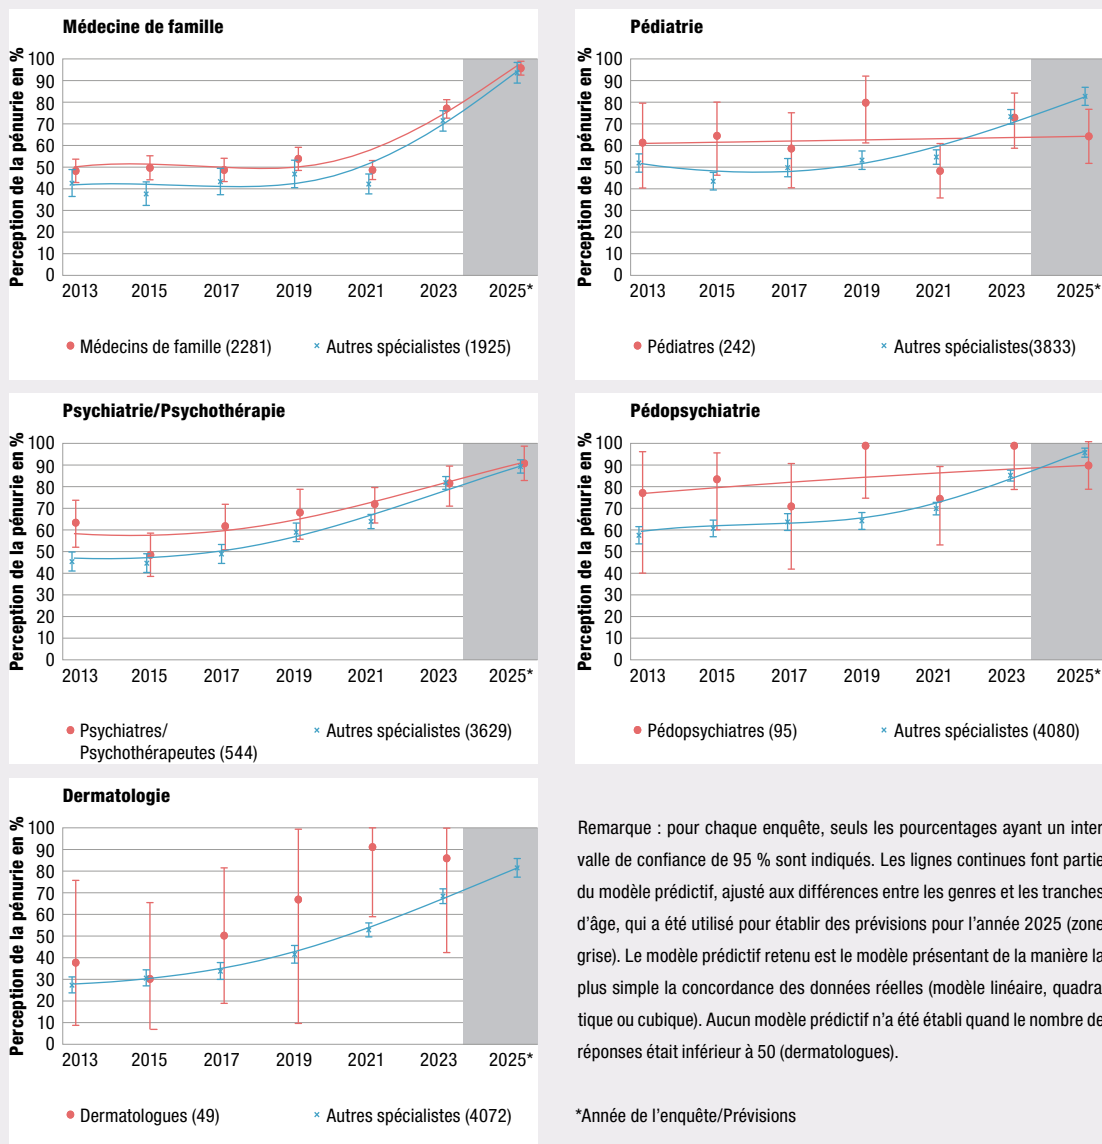 Médecine de famille
Perception de la pénurie en %
100
90
80
70
60
50
40
30
20
10
0
2013 2015 2017 2019 2021 2023 2025*
Médecins de famille (2281) Autres spécialistes (1925)
Pédiatrie
Perception de la pénurie en %
100
90
80
70
60
50
40
30
20
10
0
2013 2015 2017 2019 2021 2023 2025*
Pédiatres (242) Autres spécialistes(3833)
Psychiatrie/Psychothérapie
Perception de la pénurie en %
100
90
80
70
60
50
40
30
20
10
0
2013 2015 2017 2019 2021 2023 2025*
Psychiatres/ Autres spécialistes (3629)
Psychothérapeutes (544)
Pédopsychiatrie
Perception de la pénurie en %
100
90
80
70
60
50
40
30
20
10
0
2013 2015 2017 2019 2021 2023 2025*
Pédopsychiatres (95) Autres spécialistes (4080)
Dermatologie
Perception de la pénurie en %
100
90
80
70
60
50
40
30
20
10
0
2013 2015 2017 2019 2021 2023 2025*
Dermatologues (49) Autres spécialistes (4072)
Remarque : pour chaque enquête, seuls les pourcentages ayant un inter
valle de confiance de 95 % sont indiqués. Les lignes continues font partie
du modèle prédictif, ajusté aux différences entre les genres et les tranches
d'âge, qui a été utilisé pour établir des prévisions pour l'année 2025 (zone
grise). Le modèle prédictif retenu est le modèle présentant de la manière la
plus simple la concordance des données réelles (modèle linéaire, quadra
tique ou cubique). Aucun modèle prédictif n'a été établi quand le nombre de
réponses était inférieur à 50 (dermatologues).
*Année de l'enquête/Prévisions